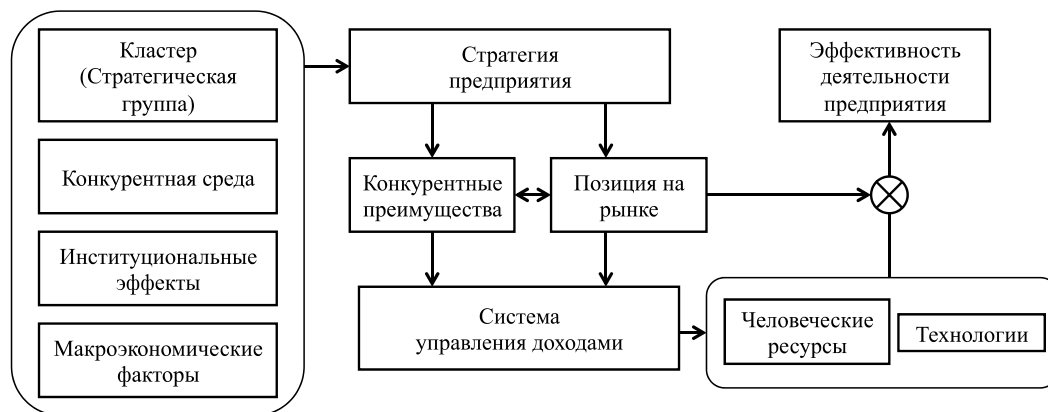 Кластер
(Стратегическая
группа)
Конкурентная среда
Институциональные
эффекты
Макроэкономические
факторы
Стратегия
предприятия
Конкурентные
преимущества
Позиция на
рынке
Система
управления доходами
Эффективность
деятельности
предприятия
Человеческие
ресурсы
Технологии